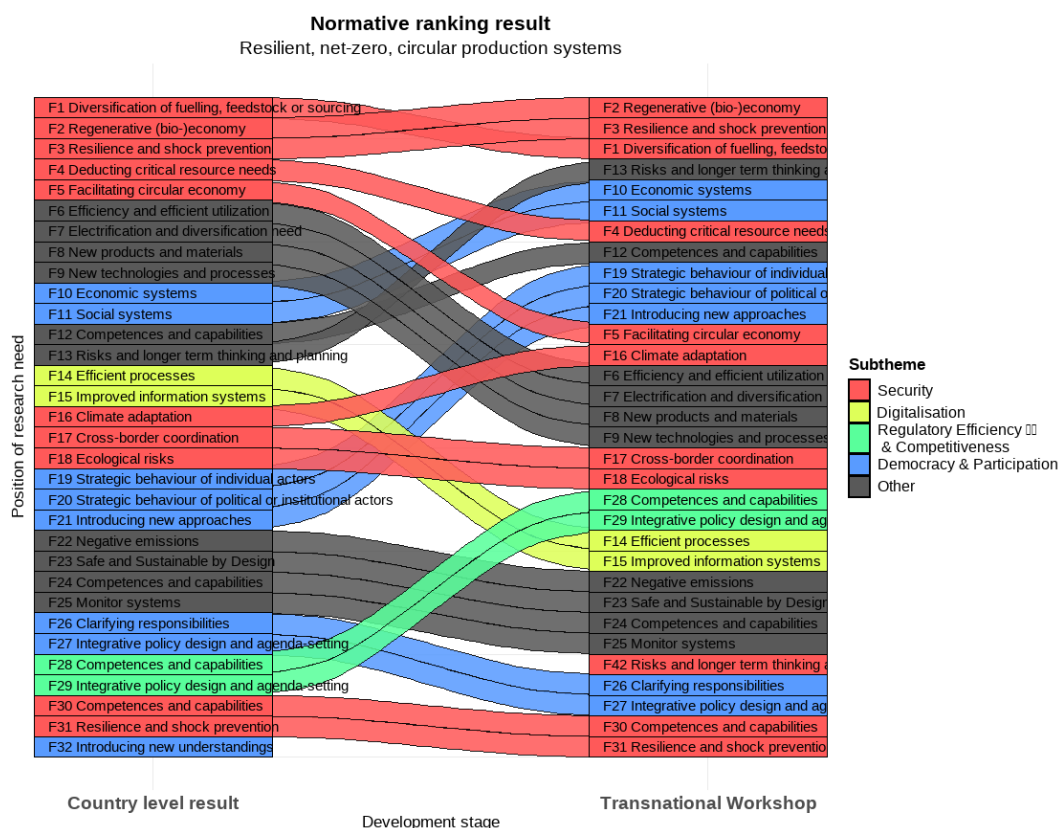 Normative ranking result
Resilient, net-zero, circular production systems
Position of research need
F1 Diversification of fuelling, feedstock or sourcing
F2 Regenerative (bio-)economy
F3 Resilience and shock prevention
F4 Deducting critical resource needs
F5 Facilitating circular economy
F6 Efficiency and efficient utilization
F7 Electrification and diversification need
F8 New products and materials
F9 New technologies and processes
F10 Economic systems
F11 Social systems
F12 Competences and capabilities
F13 Risks and longer term thinking and planning
F14 Efficient processes
F15 Improved information systems
F16 Climate adaptation
F17 Cross-border coordination
F18 Ecological risks
F19 Strategic behaviour of individual actors
F20 Strategic behaviour of political or institutional actors
F21 Introducing new approaches
F22 Negative emissions
F23 Safe and Sustainable by Design
F24 Competences and capabilities
F25 Monitor systems
F26 Clarifying responsibilities
F27 Integrative policy design and agenda-setting
F28 Competences and capabilities
F29 Integrative policy design and agenda-setting
F30 Competences and capabilities
F31 Resilience and shock prevention
F32 Introducing new understandings
F2 Regenerative (bio-)economy
F3 Resilience and shock prevention
F1 Diversification of fuelling, feedsto
F13 Risks and longer term thinking a
F10 Economic systems
F11 Social systems
F4 Deducting critical resource needs
F12 Competences and capabilities
F19 Strategic behaviour of individual
F20 Strategic behaviour of political o
F21 Introducing new approaches
F5 Facilitating circular economy
F16 Climate adaptation
F6 Efficiency and efficient utilization
F7 Electrification and diversification
F8 New products and materials
F9 New technologies and processes
F17 Cross-border coordination
F18 Ecological risks
F28 Competences and capabilities
F29 Integrative policy design and ag
F14 Efficient processes
F15 Improved information systems
F22 Negative emissions
F23 Safe and Sustainable by Design
F24 Competences and capabilities
F25 Monitor systems
F42 Risks and longer term thinking a
F26 Clarifying responsibilities
F27 Integrative policy design and ag
F30 Competences and capabilities
F31 Resilience and shock preventio
Subtheme
Security
Digitalisation
Regulatory Efficiency
& Competitiveness
Democracy & Participation
Other
Country level result
Transnational Workshop
Development stage